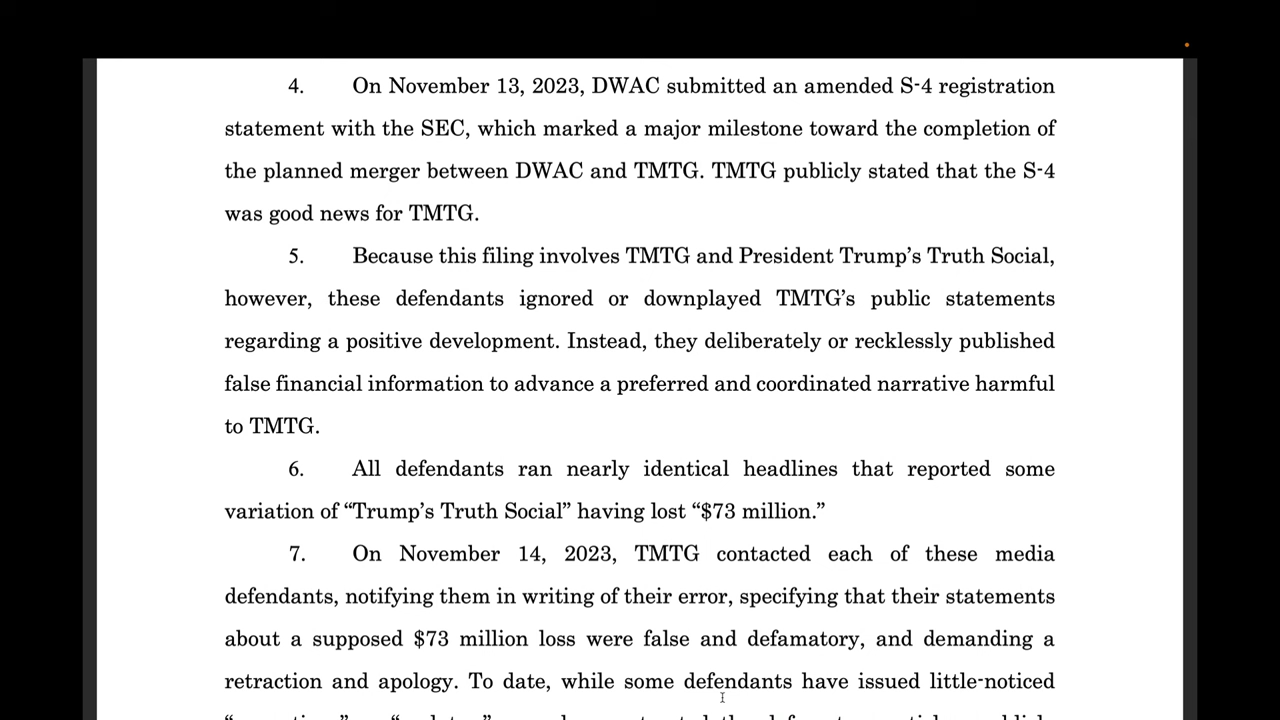 4. On November 13, 2023, DWAC submitted an amended S-4 registration
statement with the SEC, which marked a major milestone toward the completion of
the planned merger between DWAC and TMTG. TMTG publicly stated that the S-4
was good news for TMTG.
5. Because this filing involves TMTG and President Trump’s Truth Social,
however, these defendants ignored or downplayed TMTG’s public statements
regarding a positive development. Instead, they deliberately or recklessly published
false financial information to advance a preferred and coordinated narrative harmful
to TMTG.
6. All defendants ran nearly identical headlines that reported some
variation of “Trump’s Truth Social” having lost “$73 million.”
7. On November 14, 2023, TMTG contacted each of these media
defendants, notifying them in writing of their error, specifying that their statements
about a supposed $73 million loss were false and defamatory, and demanding a
retraction and apology. To date, while some defendants have issued little-noticed